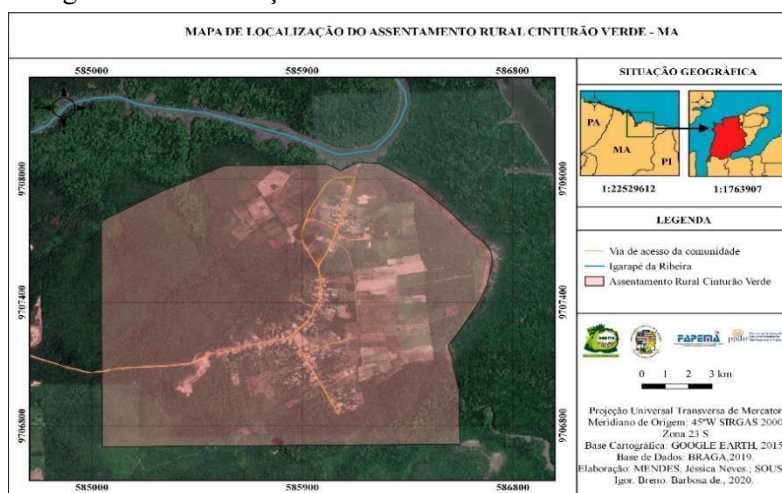 MAPA DE LOCALIZAÇÃO DO ASSENTAMENTO RURAL CINTURÃO VERDE - MA
585000 585900 586800
9708000 9708000
9707400 9707400
9706800 9706800
585000 585900 586800
SITUAÇÃO GEOGRÁFICA
PA
MA
PI
1:22529612 1:1763907
LEGENDA
Via de acesso da comunidade
Igarapé da Ribeira
Assentamento Rural Cinturão Verde
FAPEMA
0 1 2 3 km
Projeção Universal Transversa de Mercator
Meridiano de Origem: 45ºW SIRGAS 2000
Zona 23 S
Base Cartográfica: GOOGLE EARTH, 2015
Base de Dados: BRAGA,2019.
Elaboração: MENDES, Jéssica Neves.; SOUS
Igor. Breno. Barbosa de., 2020.